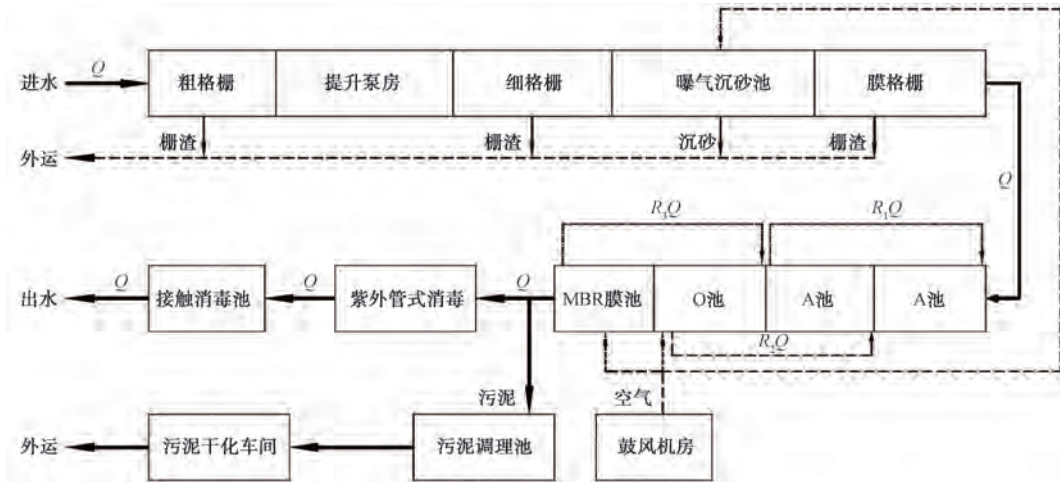 进水 Q 粗格栅 提升泵房 细格栅 曝气沉砂池 膜格栅
栅渣 栅渣 沉砂 栅渣
外运
Q
R₃Q R₁Q
出水 Q 接触消毒池 Q 紫外管式消毒 Q MBR膜池 O池 A池 A池
R₂Q
污泥 空气
外运 污泥干化车间 污泥调理池 鼓风机房